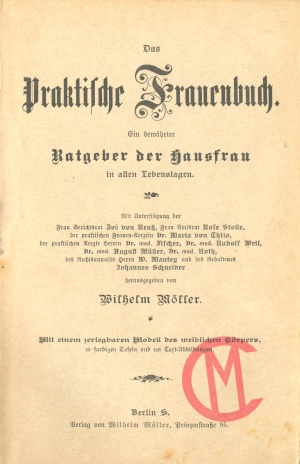 Das
Praktische Frauenbuch.
Ein bewährter
Ratgeber der Hausfrau
in allen Lebenslagen.
Mit Unterstützung der
Frau Gerichtsrat Zoë von Reuß, Frau Amtsrat Rose Stolle,
der praktischen Frauen-Aerztin Dr. Maria von Thilo,
der praktischen Aerzte Herren Dr. med. Fischer, Dr. med. Rudolf Weil,
Dr. med. August Müller, Dr. med. Roth,
des Rechtsanwalts Herrn W. Mantey und des Redakteurs
Johannes Schneider
herausgegeben von
Wilhelm Möller.
Mit einem zerlegbaren Modell des weiblichen Körpers,
farbigen Tafeln und Text-Abbildungen.
CM
Berlin S.
Verlag von Wilhelm Möller, Prinzenstraße 95.